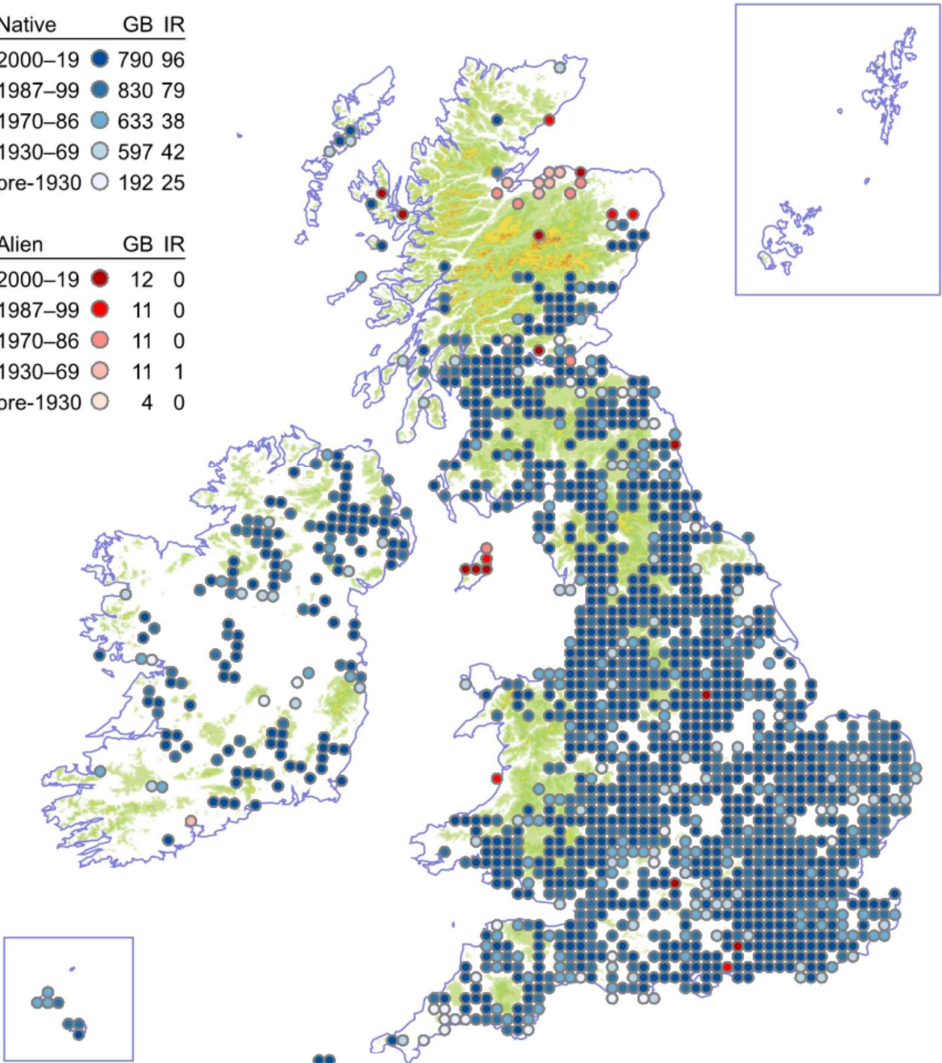 Native GB IR
2000–19 790 96
1987–99 830 79
1970–86 633 38
1930–69 597 42
ore-1930 192 25
Alien GB IR
2000–19 12 0
1987–99 11 0
1970–86 11 0
1930–69 11 1
ore-1930 4 0